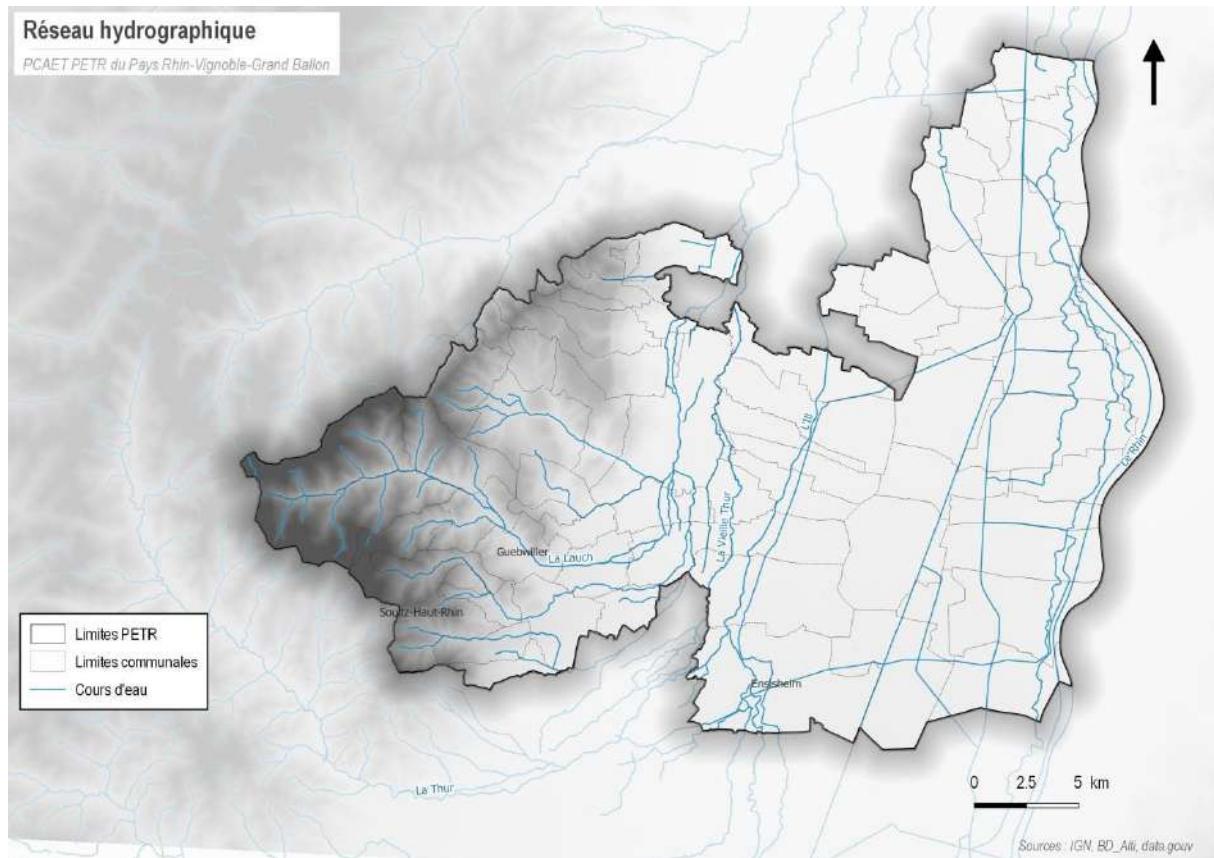 Réseau hydrographique
PCAET PETR du Pays Rhin-Vignoble-Grand Ballon
L'Ill
Le Rhin
La Vieille Thur
Guebwiller
La Lauch
Soultz-Haut-Rhin
Ensisheim
La Thur
Limites PETR
Limites communales
Cours d'eau
0 2.5 5 km
Sources : IGN, BD_Alti, data.gouv